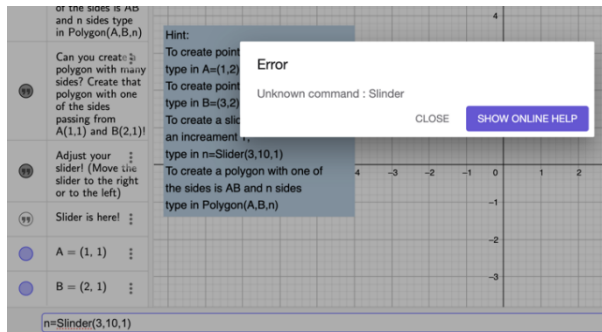 of the sides is AB
and n sides type
in Polygon(A,B,n)
Can you create a
polygon with many
sides? Create that
polygon with one
of the sides
passing from
A(1,1) and B(2,1)!
Adjust your
slider! (Move the
slider to the right
or to the left)
Slider is here!
A = (1, 1)
B = (2, 1)
n=Slinder(3,10,1)
Hint:
To create point
type in A=(1,2)
To create point
type in B=(3,2)
To create a slid
an increament 1,
type in n=Slider(3,10,1)
To create a polygon with one of
the sides is AB and n sides
type in Polygon(A,B,n)
Error
Unknown command : Slinder
CLOSE
SHOW ONLINE HELP
4
4 -3 -2 -1 0 1 2
-1
-2
-3